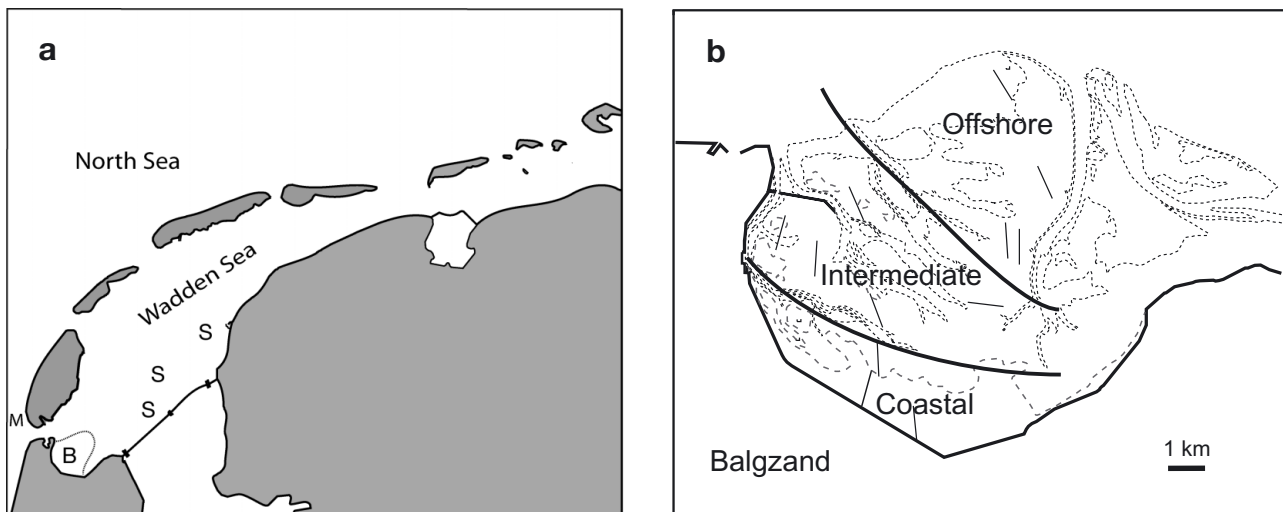 a
North Sea
Wadden Sea
S
S
S
M
B
b
Offshore
Intermediate
Coastal
Balgzand
1 km